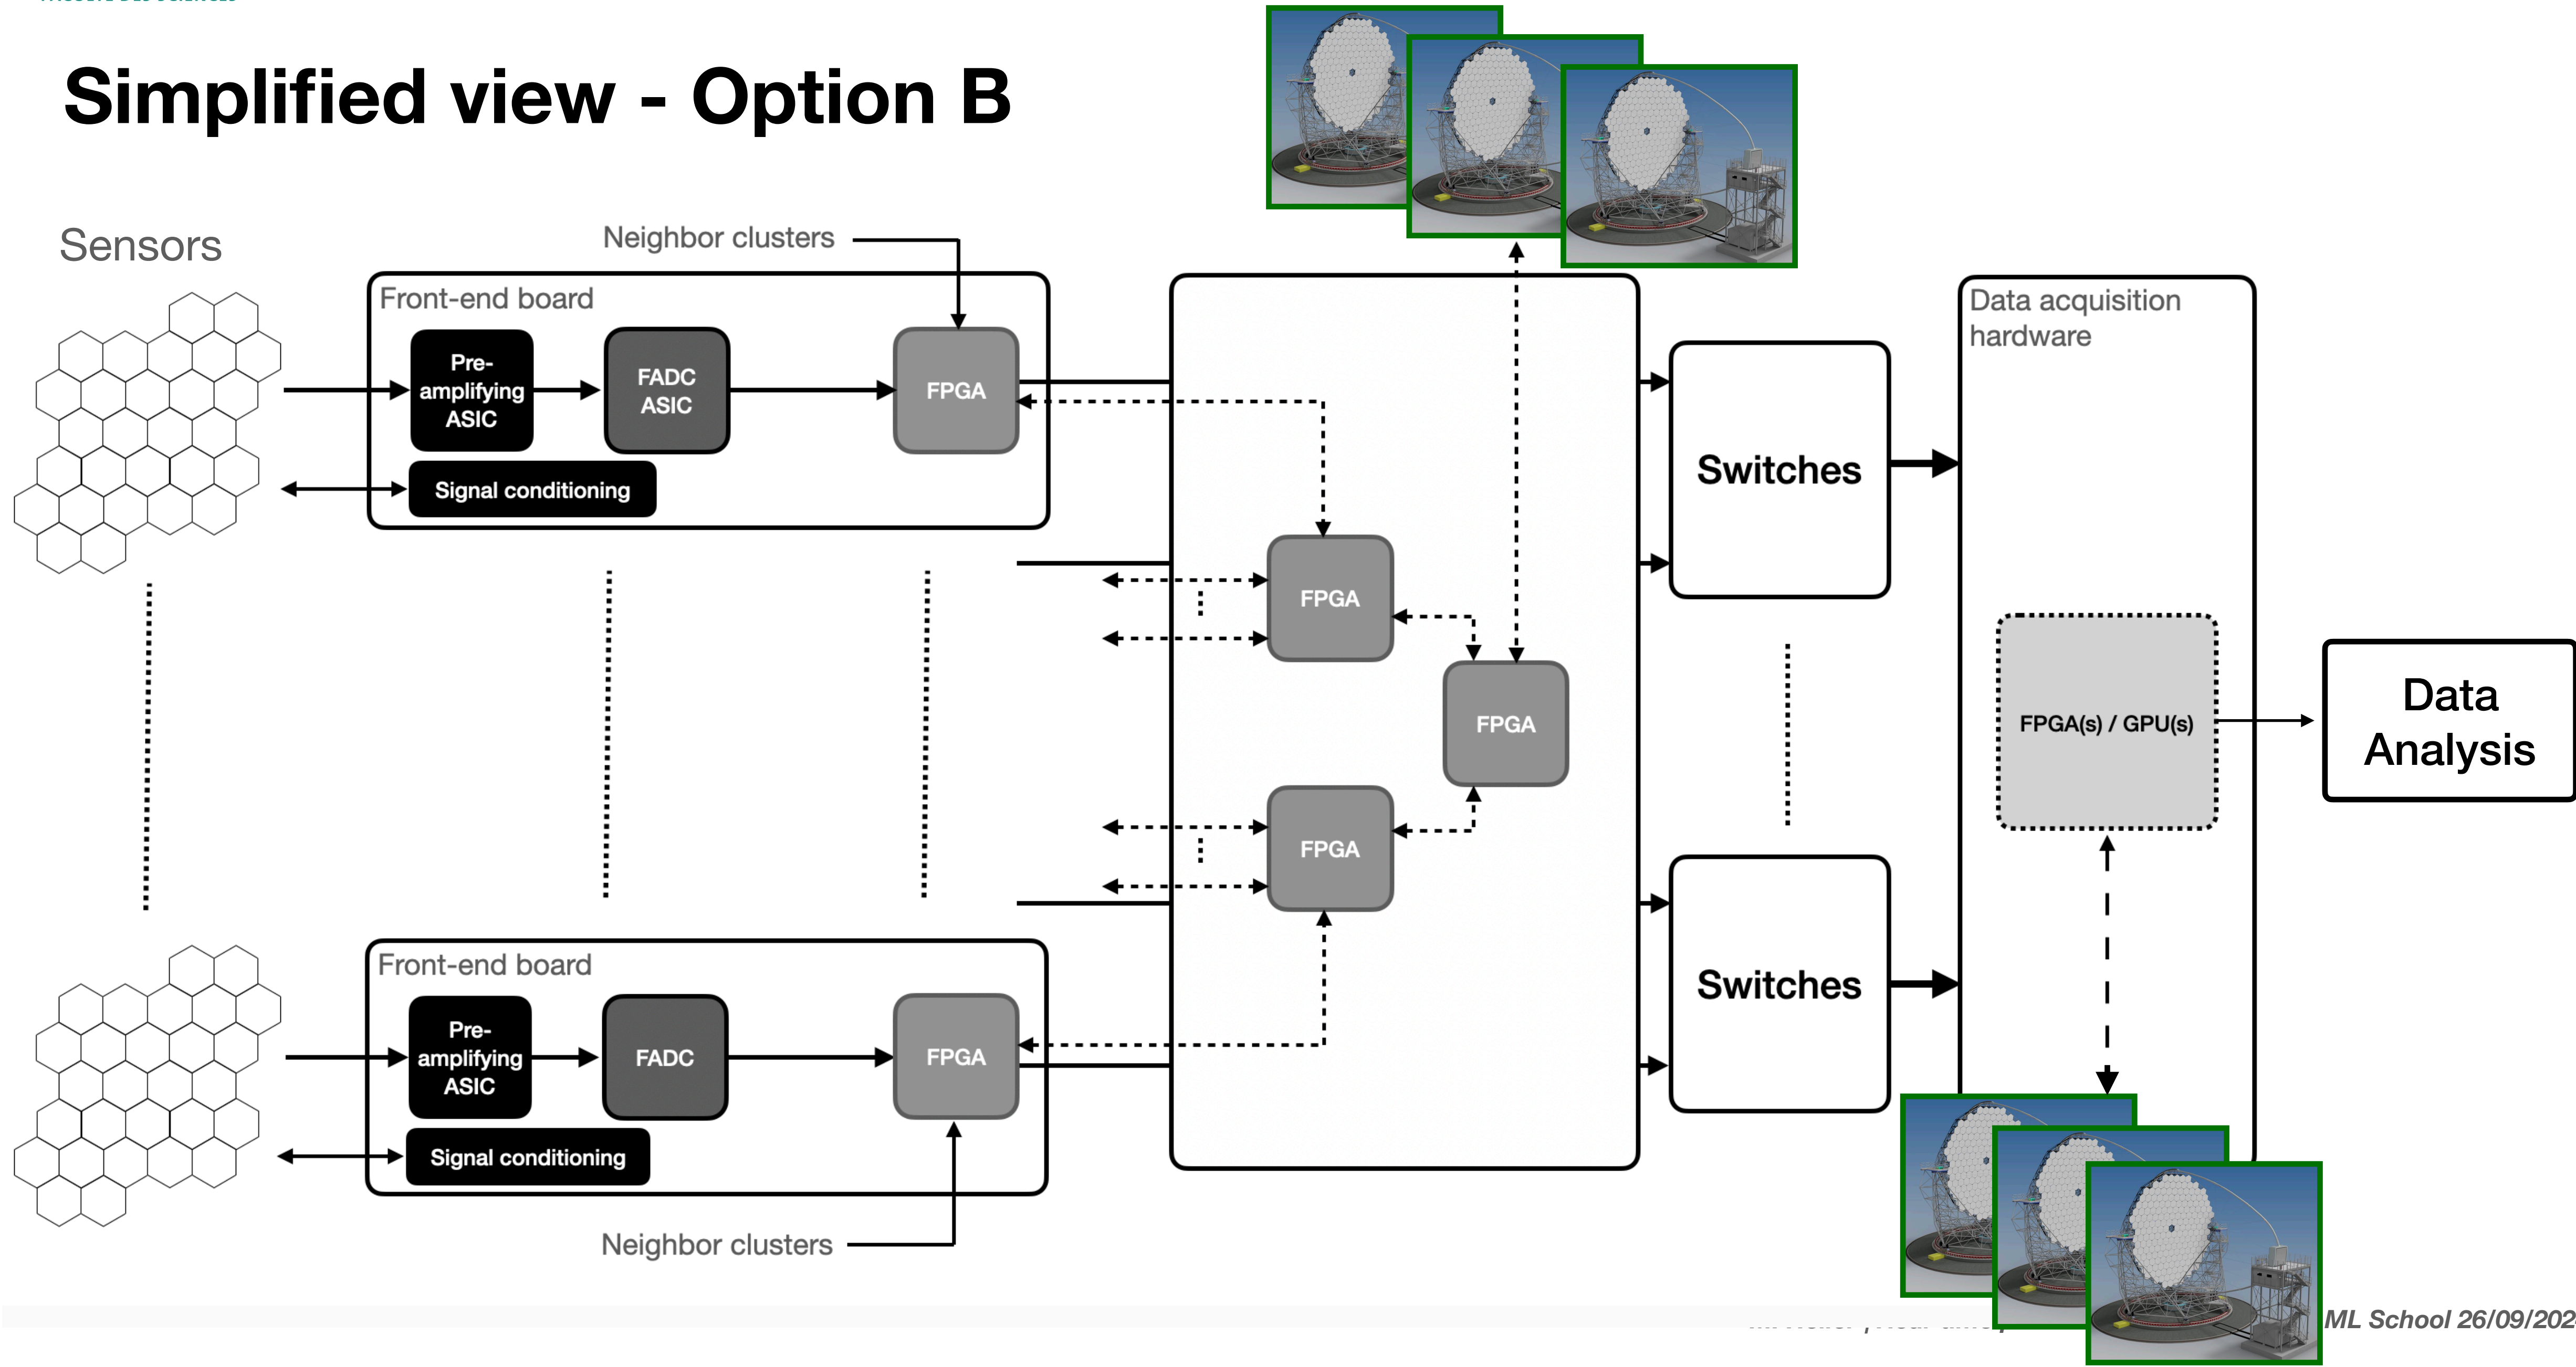 Simplified view - Option B
Sensors
Neighbor clusters
Front-end board
Pre-
amplifying
ASIC
FADC
ASIC
FPGA
Signal conditioning
FPGA
FPGA
FPGA
Switches
Switches
Data acquisition
hardware
FPGA(s) / GPU(s)
Data
Analysis
Front-end board
Pre-
amplifying
ASIC
FADC
FPGA
Signal conditioning
Neighbor clusters
ML School 26/09/202